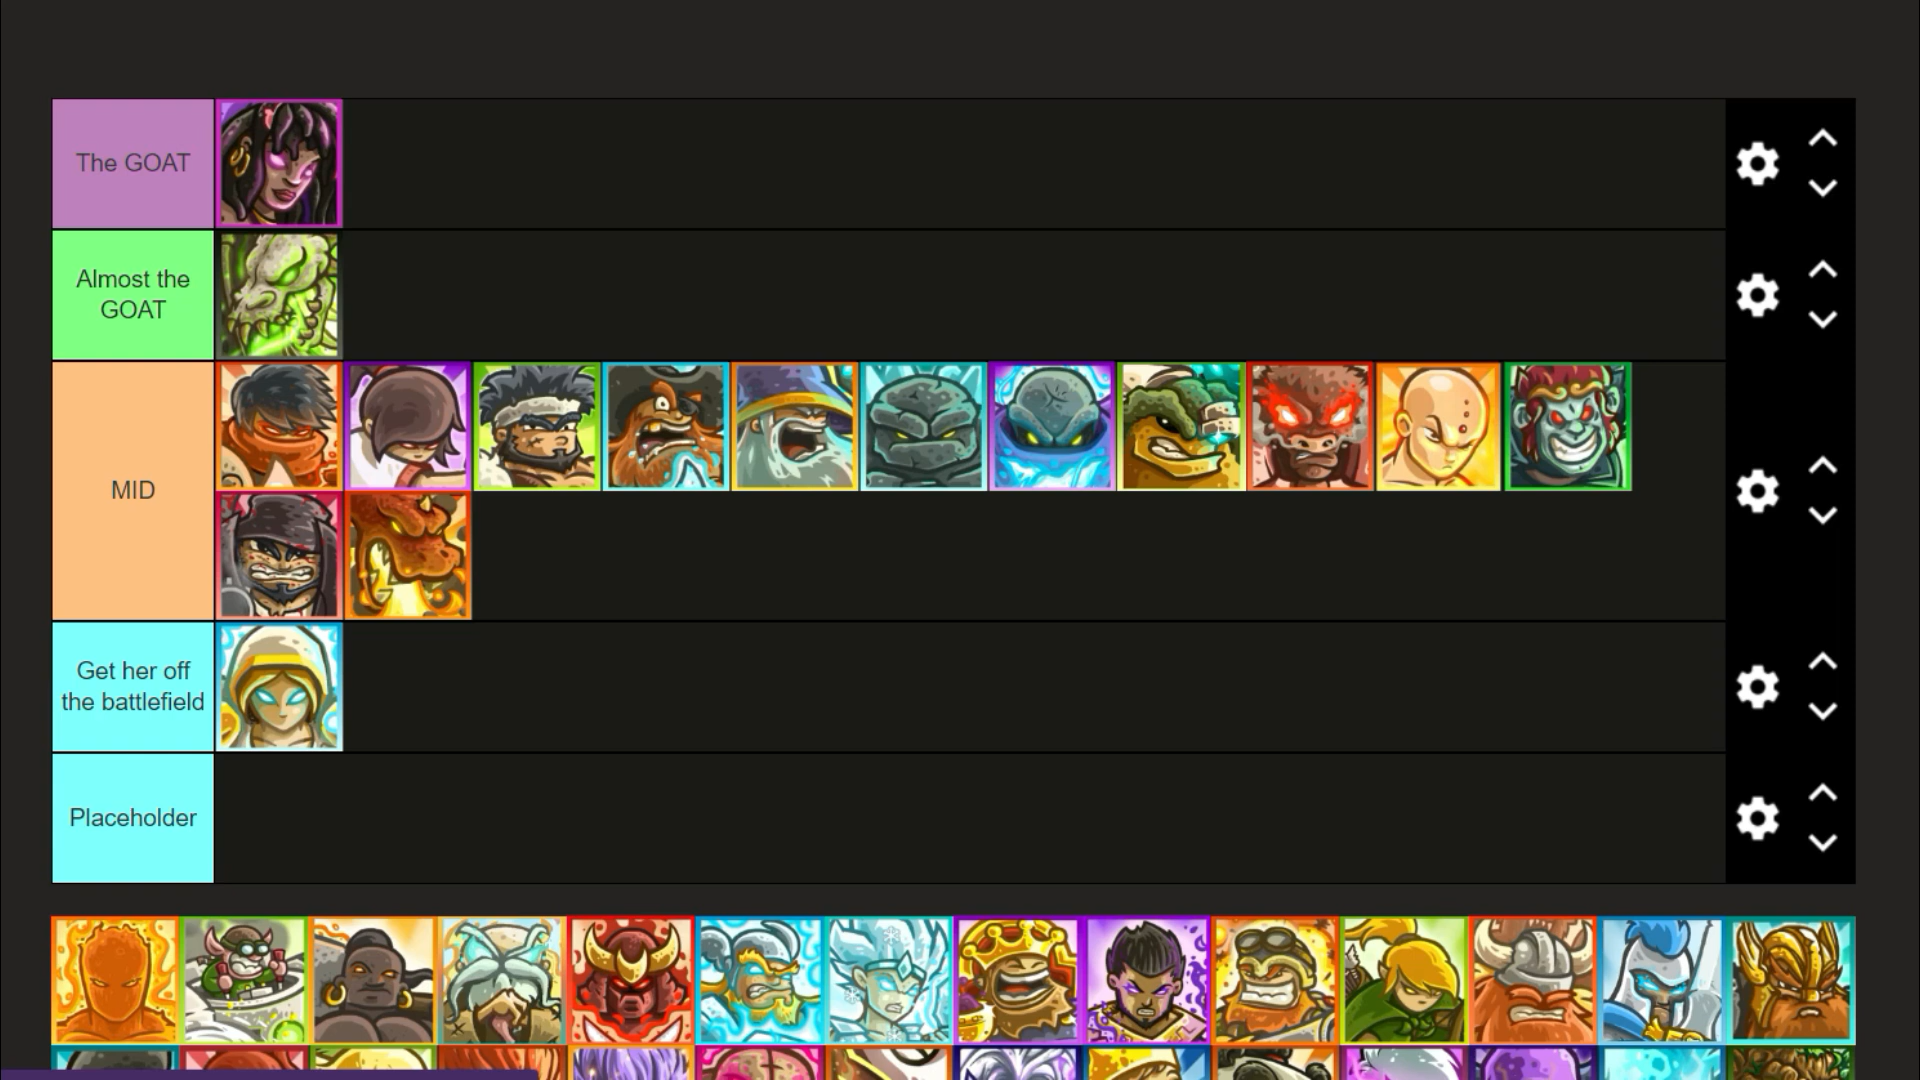 The GOAT
Almost the
GOAT
MID
Get her off
the battlefield
Placeholder